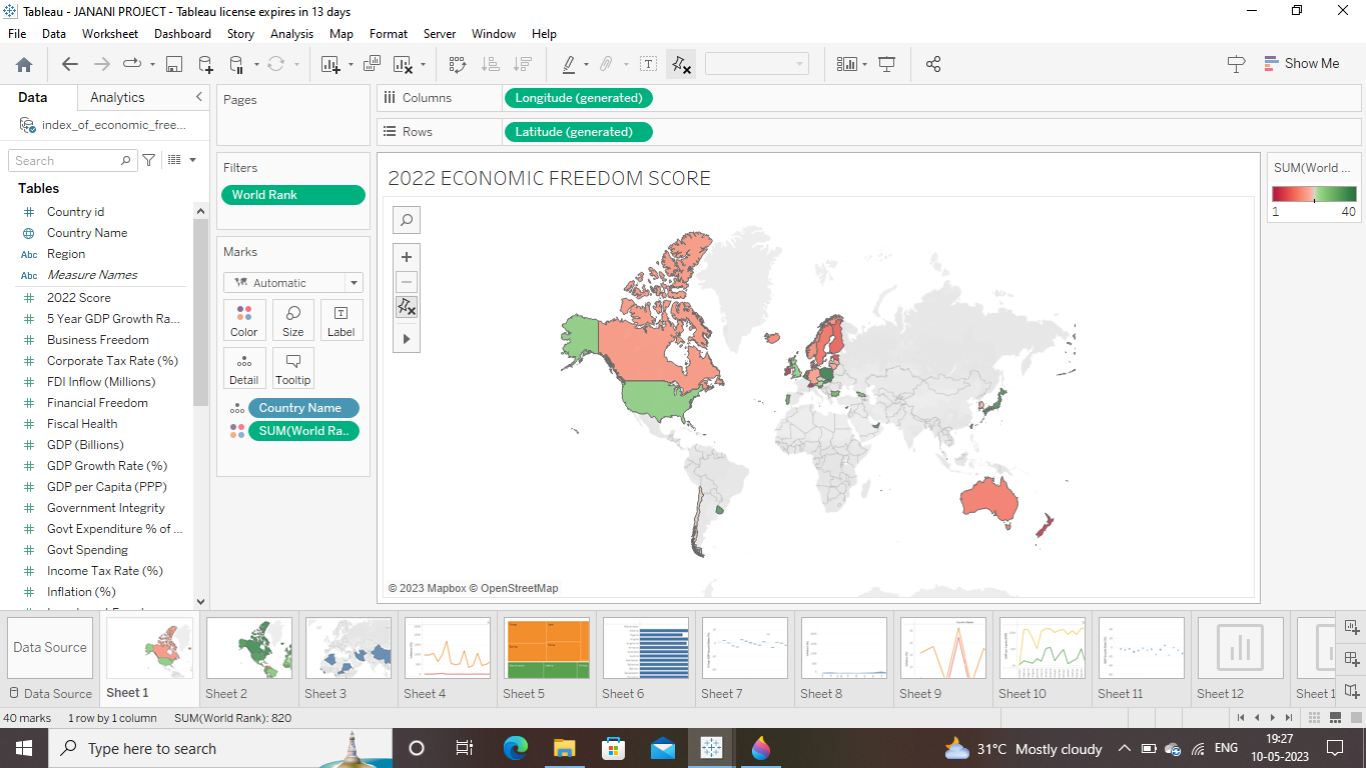 Tableau - JANANI PROJECT - Tableau license expires in 13 days
File Data Worksheet Dashboard Story Analysis Map Format Server Window Help
Show Me
Data Analytics
index_of_economic_free...
Search
Tables
Country id
Country Name
Abc Region
Abc Measure Names
2022 Score
5 Year GDP Growth Ra...
Business Freedom
Corporate Tax Rate (%)
FDI Inflow (Millions)
Financial Freedom
Fiscal Health
GDP (Billions)
GDP Growth Rate (%)
GDP per Capita (PPP)
Government Integrity
Govt Expenditure % of ...
Govt Spending
Income Tax Rate (%)
Inflation (%)
Pages
Filters
World Rank
Marks
Automatic
Color Size Label
Detail Tooltip
Country Name
SUM(World Ra..
Columns Longitude (generated)
Rows Latitude (generated)
2022 ECONOMIC FREEDOM SCORE
© 2023 Mapbox © OpenStreetMap
SUM(World ...
1 40
Data Source
Data Source Sheet 1 Sheet 2 Sheet 3 Sheet 4 Sheet 5 Sheet 6 Sheet 7 Sheet 8 Sheet 9 Sheet 10 Sheet 11 Sheet 12 Sheet 1
40 marks 1 row by 1 column SUM(World Rank): 820
Type here to search
31°C Mostly cloudy
ENG
19:27
10-05-2023